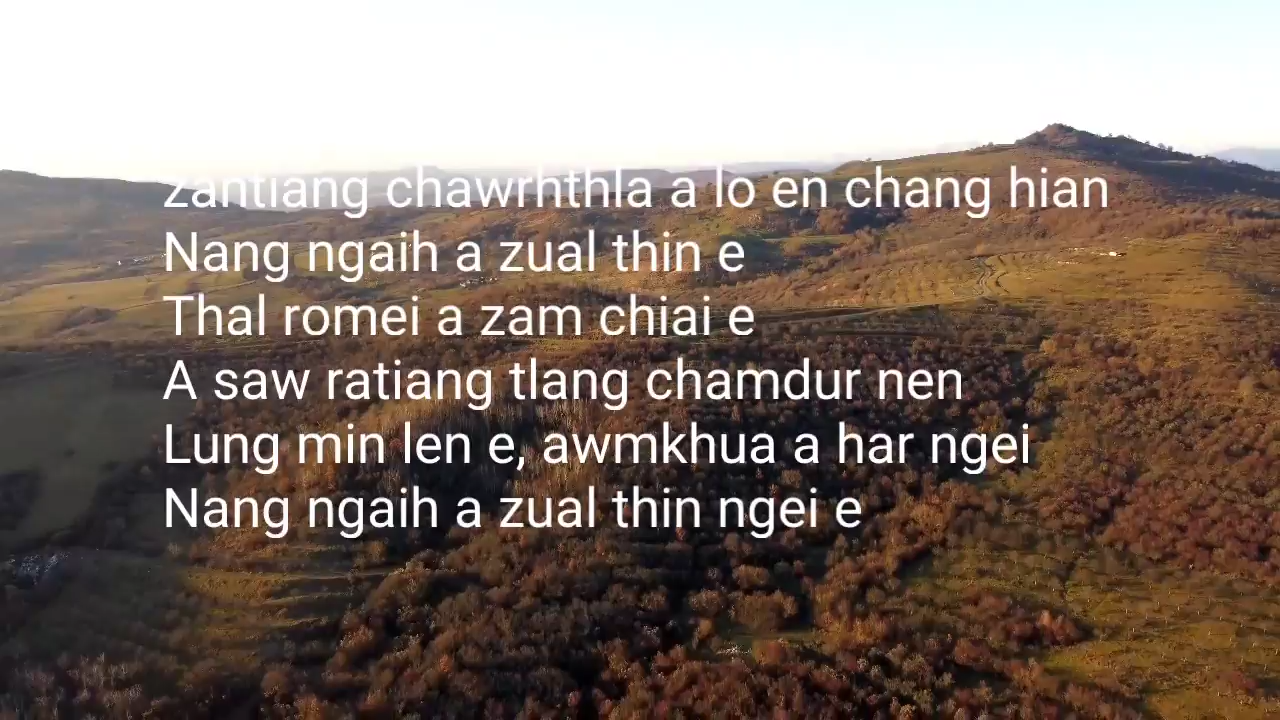 zantiang chawrhthla a lo en chang hian
Nang ngaih a zual thin e
Thal romei a zam chiai e
A saw ratiang tlang chamdur nen
Lung min len e, awmkhua a har ngei
Nang ngaih a zual thin ngei e